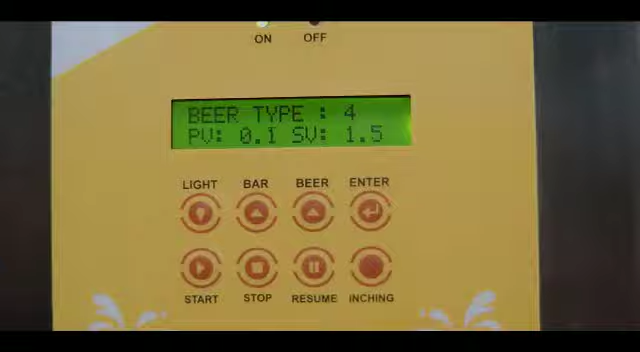 ON OFF
BEER TYPE : 4
PV: 0.1 SV: 1.5
LIGHT BAR BEER ENTER
START STOP RESUME INCHING